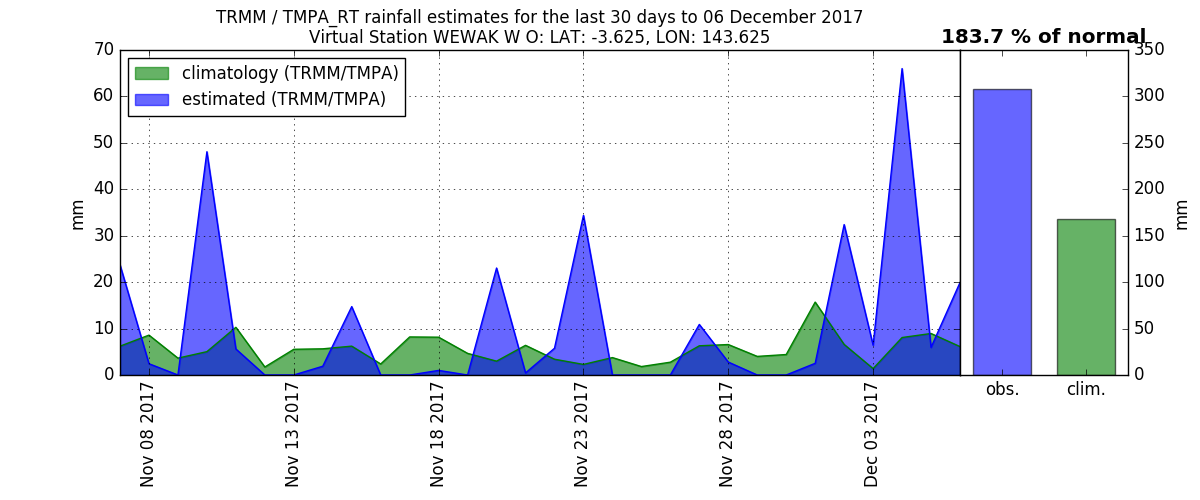 TRMM / TMPA_RT rainfall estimates for the last 30 days to 06 December 2017
Virtual Station WEWAK W O: LAT: -3.625, LON: 143.625
183.7 % of normal
climatology (TRMM/TMPA)
estimated (TRMM/TMPA)
70
60
50
40
30
20
10
0
mm
350
300
250
200
150
100
50
0
mm
Nov 08 2017
Nov 13 2017
Nov 18 2017
Nov 23 2017
Nov 28 2017
Dec 03 2017
obs.
clim.